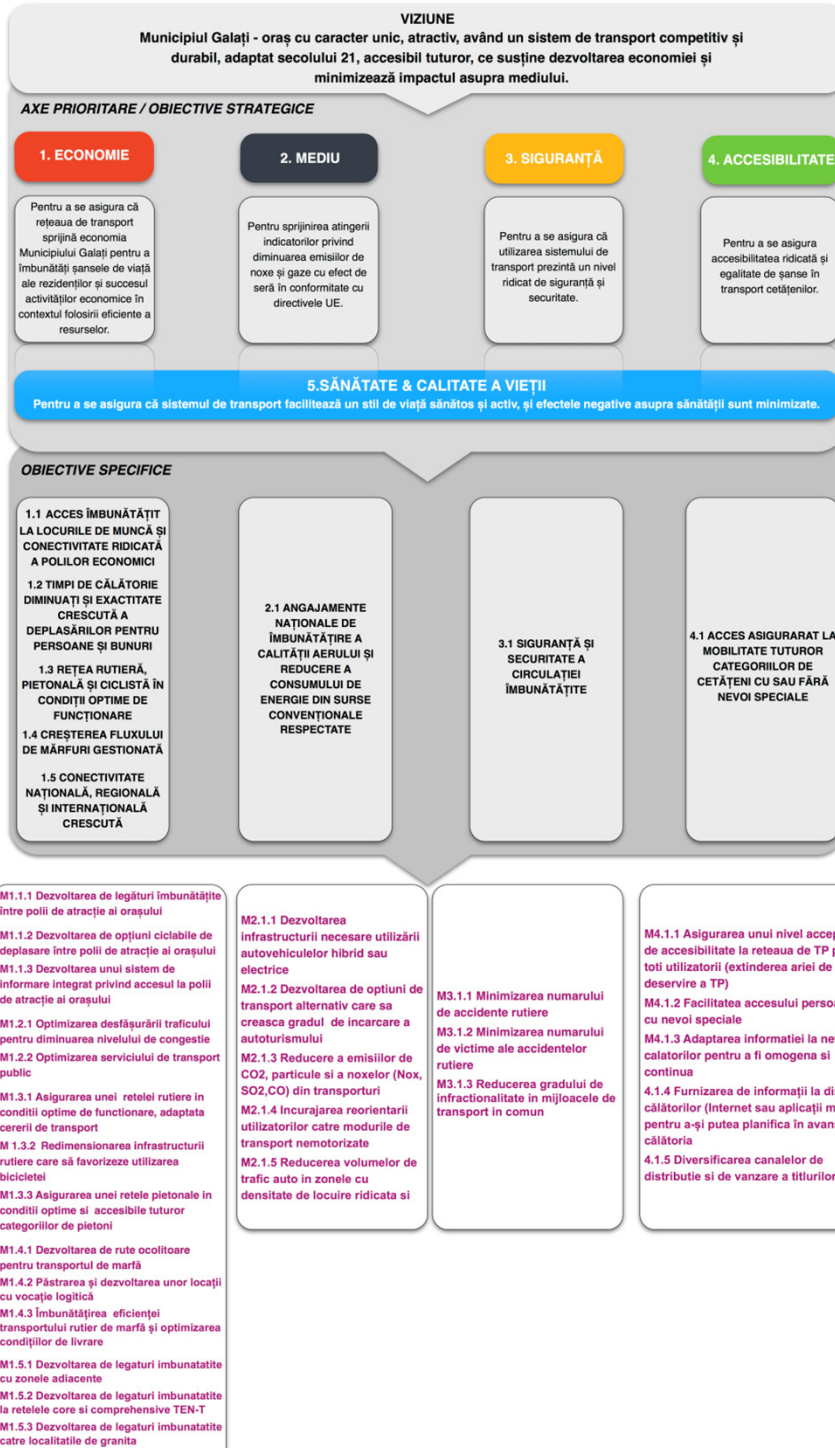 VIZIUNE
Municipiul Galați - oraș cu caracter unic, atractiv, având un sistem de transport competitiv și
durabil, adaptat secolului 21, accesibil tuturor, ce susține dezvoltarea economiei și
minimizează impactul asupra mediului.
AXE PRIORITARE / OBIECTIVE STRATEGICE
1. ECONOMIE
Pentru a se asigura că
rețeaua de transport
sprijină economia
Municipiului Galați pentru a
îmbunătăți șansele de viață
ale rezidenților și succesul
activităților economice în
contextul folosirii eficiente a
resurselor.
2. MEDIU
Pentru sprijinirea atingerii
indicatorilor privind
diminuarea emisiilor de
noxe și gaze cu efect de
seră în conformitate cu
directivele UE.
3. SIGURANȚĂ
Pentru a se asigura că
utilizarea sistemului de
transport prezintă un nivel
ridicat de siguranță și
securitate.
4. ACCESIBILITATE
Pentru a se asigura
accesibilitatea ridicată și
egalitate de șanse în
transport cetățenilor.
5.SĂNĂTATE & CALITATE A VIEȚII
Pentru a se asigura că sistemul de transport facilitează un stil de viață sănătos și activ, și efectele negative asupra sănătății sunt minimizate.
OBIECTIVE SPECIFICE
1.1 ACCES ÎMBUNĂTĂȚIT
LA LOCURILE DE MUNCĂ ȘI
CONECTIVITATE RIDICATĂ
A POLILOR ECONOMICI
1.2 TIMPI DE CĂLĂTORIE
DIMINUAȚI ȘI EXACTITATE
CRESCUTĂ A
DEPLASĂRILOR PENTRU
PERSOANE ȘI BUNURI
1.3 REȚEA RUTIERĂ,
PIETONALĂ ȘI CICLISTĂ ÎN
CONDIȚII OPTIME DE
FUNCȚIONARE
1.4 CREȘTEREA FLUXULUI
DE MĂRFURI GESTIONATĂ
1.5 CONECTIVITATE
NAȚIONALĂ, REGIONALĂ
ȘI INTERNAȚIONALĂ
CRESCUTĂ
2.1 ANGAJAMENTE
NAȚIONALE DE
ÎMBUNĂTĂȚIRE A
CALITĂȚII AERULUI ȘI
REDUCERE A
CONSUMULUI DE
ENERGIE DIN SURSE
CONVENȚIONALE
RESPECTATE
3.1 SIGURANȚĂ ȘI
SECURITATE A
CIRCULAȚIEI
ÎMBUNĂTĂȚITE
4.1 ACCES ASIGURARAT LA
MOBILITATE TUTUROR
CATEGORIILOR DE
CETĂȚENI CU SAU FĂRĂ
NEVOI SPECIALE
M1.1.1 Dezvoltarea de legături îmbunătățite
între polii de atracție ai orașului
M1.1.2 Dezvoltarea de opțiuni ciclabile de
deplasare între polii de atracție ai orașului
M1.1.3 Dezvoltarea unui sistem de
informare integrat privind accesul la polii
de atracție ai orașului
M1.2.1 Optimizarea desfășurării traficului
pentru diminuarea nivelului de congestie
M1.2.2 Optimizarea serviciului de transport
public
M1.3.1 Asigurarea unei  retelei rutiere in
conditii optime de functionare, adaptata
cererii de transport
M 1.3.2  Redimensionarea infrastructurii
rutiere care să favorizeze utilizarea
bicicletei
M1.3.3 Asigurarea unei retele pietonale in
conditii optime si  accesibile tuturor
categoriilor de pietoni
M1.4.1 Dezvoltarea de rute ocolitoare
pentru transportul de marfă
M1.4.2 Păstrarea și dezvoltarea unor locații
cu vocație logitică
M1.4.3 Îmbunătățirea  eficienței
transportului rutier de marfă și optimizarea
condițiilor de livrare
M1.5.1 Dezvoltarea de legaturi imbunatatite
cu zonele adiacente
M1.5.2 Dezvoltarea de legaturi imbunatatite
la retelele core si comprehensive TEN-T
M1.5.3 Dezvoltarea de legaturi imbunatatite
catre localitatile de granita
M2.1.1 Dezvoltarea
infrastructurii necesare utilizării
autovehiculelor hibrid sau
electrice
M2.1.2 Dezvoltarea de optiuni de
transport alternativ care sa
creasca gradul  de incarcare a
autoturismului
M2.1.3 Reducere a emisiilor de
CO2, particule si a noxelor (Nox,
SO2,CO) din transporturi
M2.1.4 Incurajarea reorientarii
utilizatorilor catre modurile de
transport nemotorizate
M2.1.5 Reducerea volumelor de
trafic auto in zonele cu
densitate de locuire ridicata si
M3.1.1 Minimizarea numarului
de accidente rutiere
M3.1.2 Minimizarea numarului
de victime ale accidentelor
rutiere
M3.1.3 Reducerea gradului de
infractionalitate in mijloacele de
transport in comun
M4.1.1 Asigurarea unui nivel
de accesibilitate la reteaua de TP
toti utilizatorii (extinderea ariei de
deservire a TP)
M4.1.2 Facilitatea accesului
cu nevoi speciale
M4.1.3 Adaptarea informatiei la
calatorilor pentru a fi omogena si
continua
4.1.4 Furnizare de informații la
călătorilor (Internet sau aplicații
pentru a-și putea planifica în
călătoria
4.1.5 Diversificarea canalelor de
distributie si de vanzare a